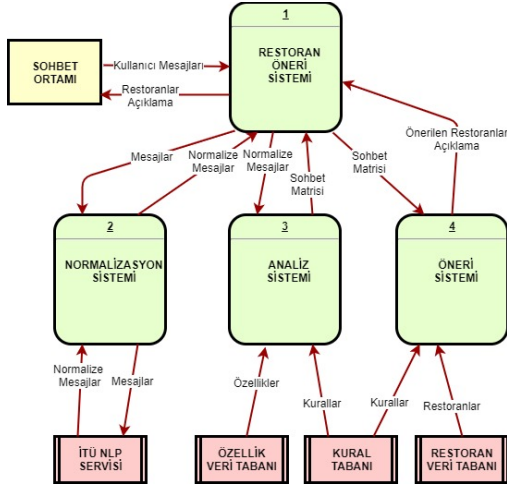 1
RESTORAN
ÖNERİ
SİSTEMİ
SOHBET
ORTAMI
Kullanıcı Mesajları
Restoranlar
Açıklama
Mesajlar
Normalize
Mesajlar
Normalize
Mesajlar
Sohbet
Matrisi
Sohbet
Matrisi
Önerilen Restoranlar
Açıklama
2
NORMALİZASYON
SİSTEMİ
3
ANALİZ
SİSTEMİ
4
ÖNERİ
SİSTEMİ
Normalize
Mesajlar
Mesajlar
Özellikler
Kurallar
Kurallar
Restoranlar
İTÜ NLP
SERVİSİ
ÖZELLİK
VERİ TABANI
KURAL
TABANI
RESTORAN
VERİ TABANI